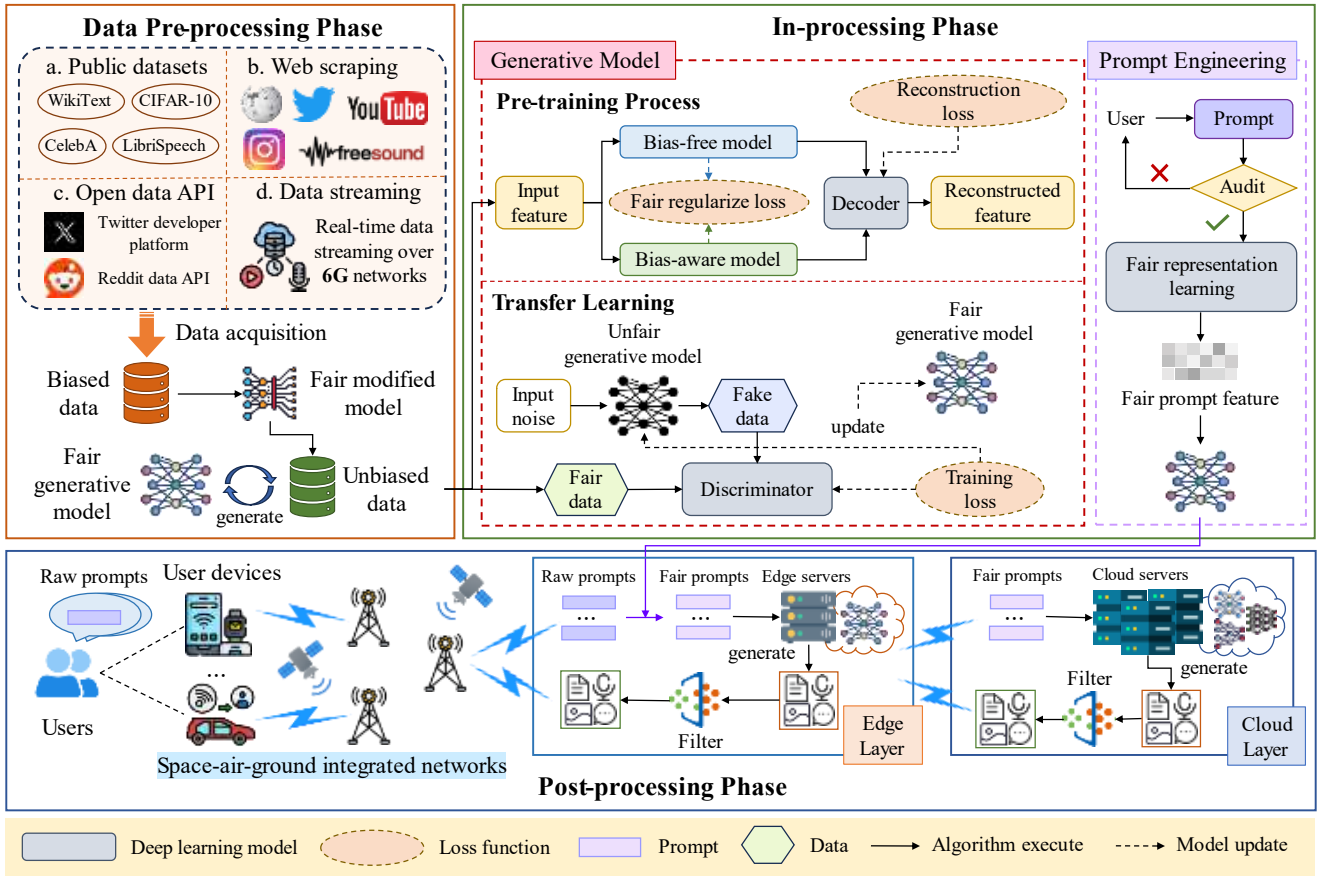 Data Pre-processing Phase
a. Public datasets
WikiText
CIFAR-10
CelebA
LibriSpeech
b. Web scraping
YouTube
freesound
c. Open data API
Twitter developer
platform
Reddit data API
d. Data streaming
Real-time data
streaming over
6G networks
Data acquisition
Biased
data
Fair modified
model
Fair
generative
model
generate
Unbiased
data
In-processing Phase
Generative Model
Pre-training Process
Reconstruction
loss
Bias-free model
Input
feature
Fair regularize loss
Decoder
Reconstructed
feature
Bias-aware model
Transfer Learning
Unfair
generative model
Fair
generative model
Input
noise
Fake
data
update
Fair
data
Discriminator
Training
loss
Prompt Engineering
User
Prompt
Audit
Fair representation
learning
Fair prompt feature
Raw prompts
User devices
...
Users
Space-air-ground integrated networks
Raw prompts
Fair prompts
Edge servers
...
...
generate
Filter
Edge
Layer
Fair prompts
Cloud servers
...
generate
Filter
Cloud
Layer
Post-processing Phase
Deep learning model
Loss function
Prompt
Data
Algorithm execute
Model update